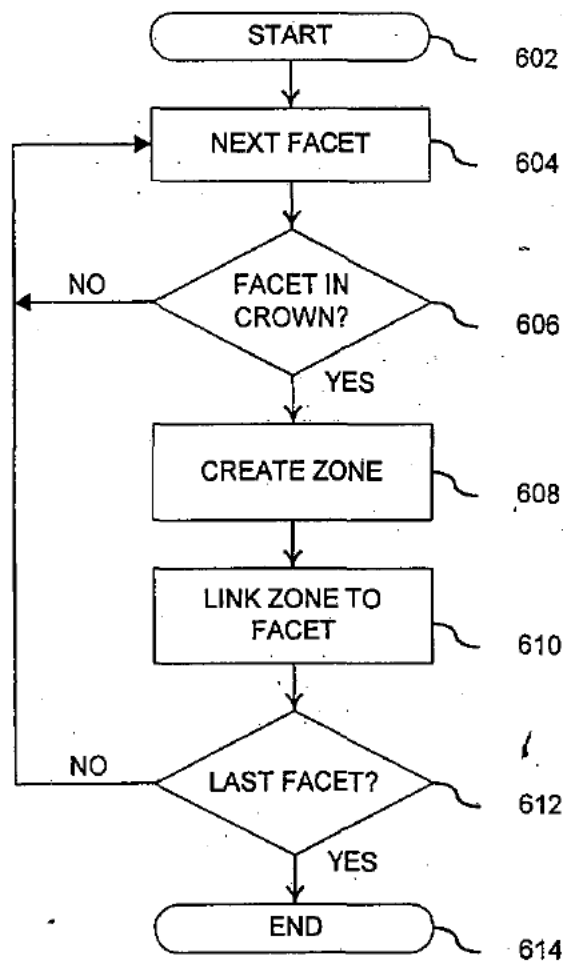 START
602
NEXT FACET
604
NO
FACET IN
CROWN?
606
YES
CREATE ZONE
608
LINK ZONE TO
FACET
610
NO
LAST FACET?
612
YES
END
614